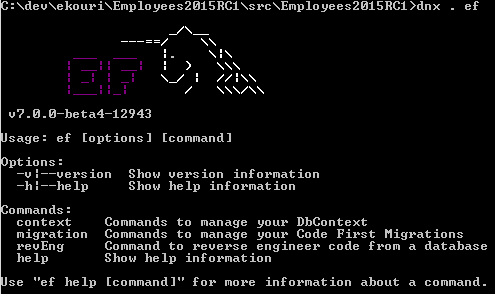 C:\dev\ekouri\Employees2015RC1\src\Employees2015RC1>dnx . ef
EF
v7.0.0-beta4-12943
Usage: ef [options] [command]
Options:
-v|--version Show version information
-h|--help Show help information
Commands:
context Commands to manage your DbContext
migration Commands to manage your Code First Migrations
revEng Command to reverse engineer code from a database
help Show help information
Use "ef help [command]" for more information about a command.